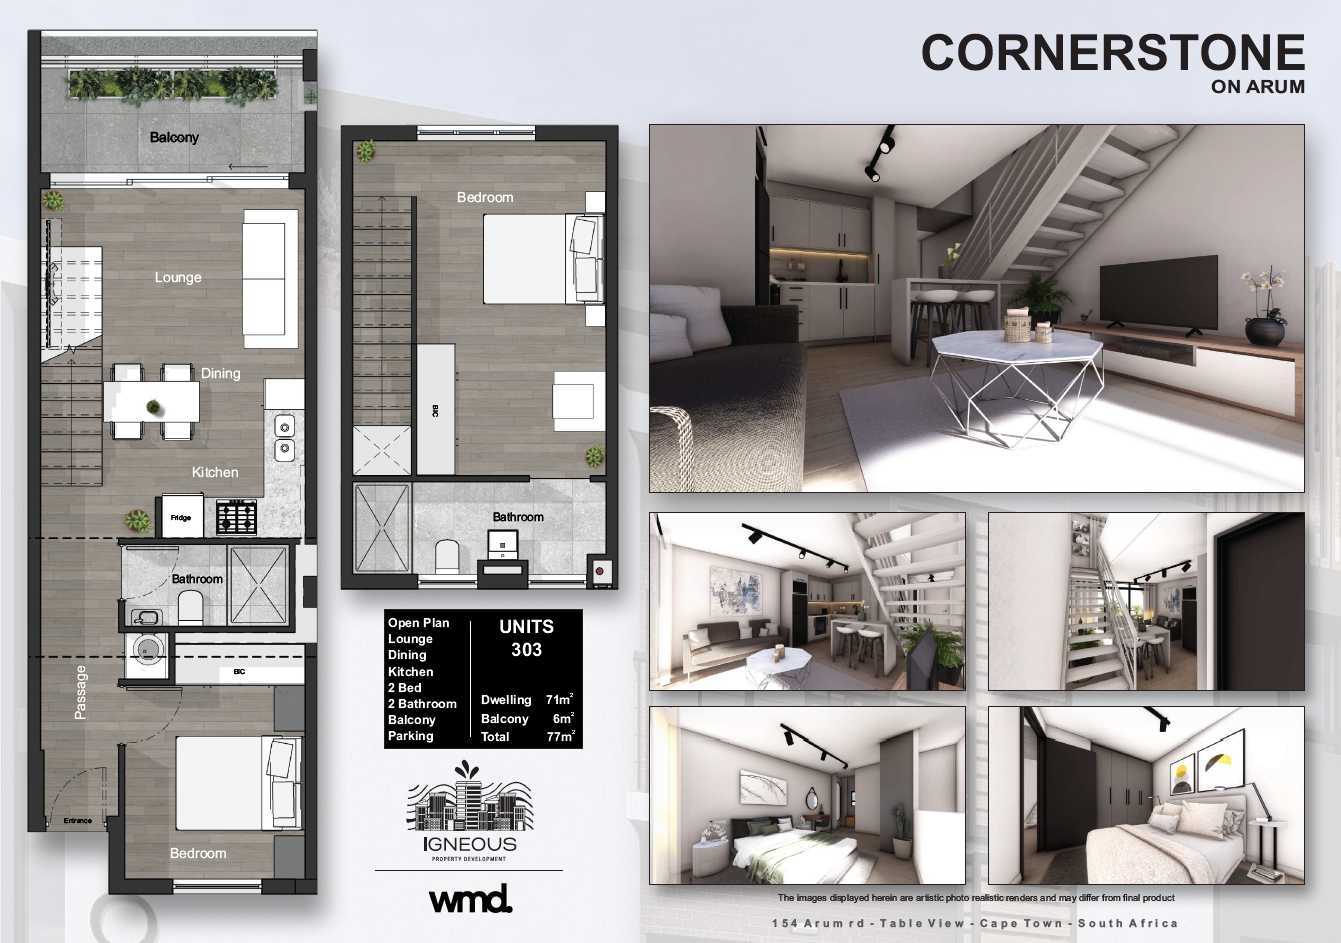 CORNERSTONE
ON ARUM
Balcony
Lounge
Dining
Kitchen
Fridge
Bathroom
BIC
Passage
Entrance
Bedroom
Bedroom
BIC
Bathroom
Open Plan
Lounge
Dining
Kitchen
2 Bed
2 Bathroom
Balcony
Parking
UNITS
303
Dwelling 71m²
Balcony 6m²
Total 77m²
IGNEOUS
PROPERTY DEVELOPMENT
wmd.
The images displayed herein are artistic photo realistic renders and may differ from final product
154 Arum rd - Table View - Cape Town - South Africa